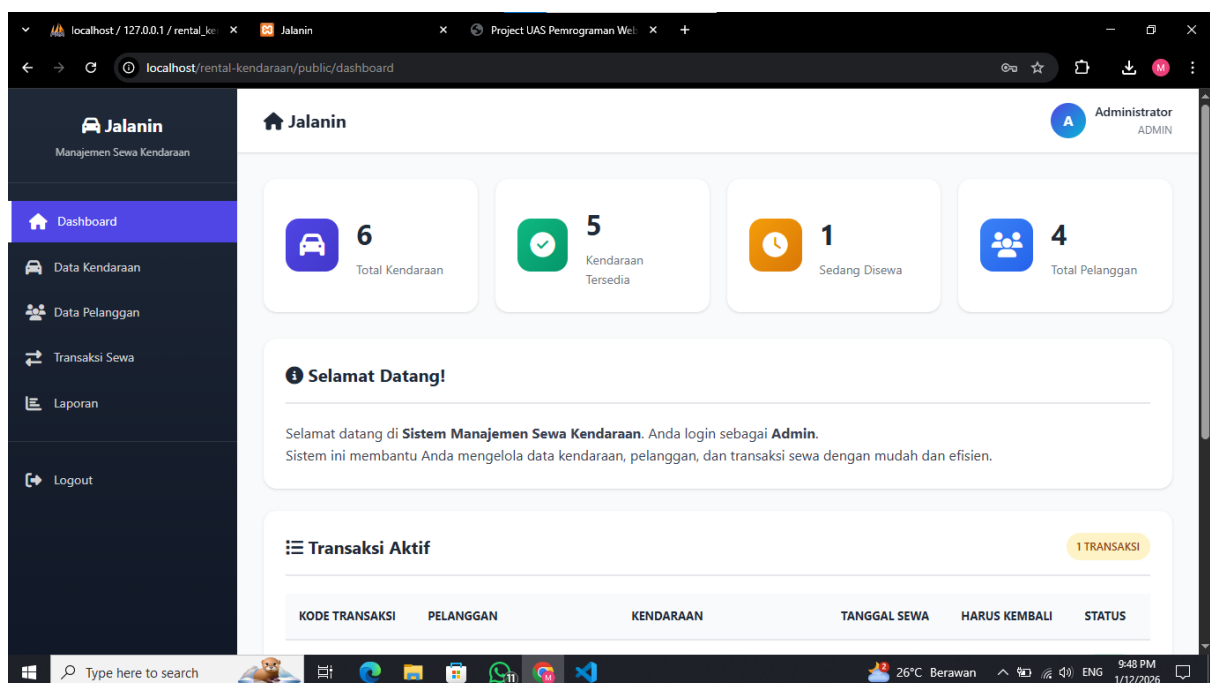 localhost / 127.0.0.1 / rental_ke
Jalanin
Project UAS Pemrograman Web
localhost/rental-kendaraan/public/dashboard
M
Jalanin
Manajemen Sewa Kendaraan
Dashboard
Data Kendaraan
Data Pelanggan
Transaksi Sewa
Laporan
Logout
Jalanin
A
Administrator
ADMIN
6
Total Kendaraan
5
Kendaraan
Tersedia
1
Sedang Disewa
4
Total Pelanggan
Selamat Datang!
Selamat datang di Sistem Manajemen Sewa Kendaraan. Anda login sebagai Admin.
Sistem ini membantu Anda mengelola data kendaraan, pelanggan, dan transaksi sewa dengan mudah dan efisien.
Transaksi Aktif
1 TRANSAKSI
KODE TRANSAKSI PELANGGAN KENDARAAN TANGGAL SEWA HARUS KEMBALI STATUS
Type here to search
11
2
26°C Berawan
ENG
9:48 PM
1/12/2026